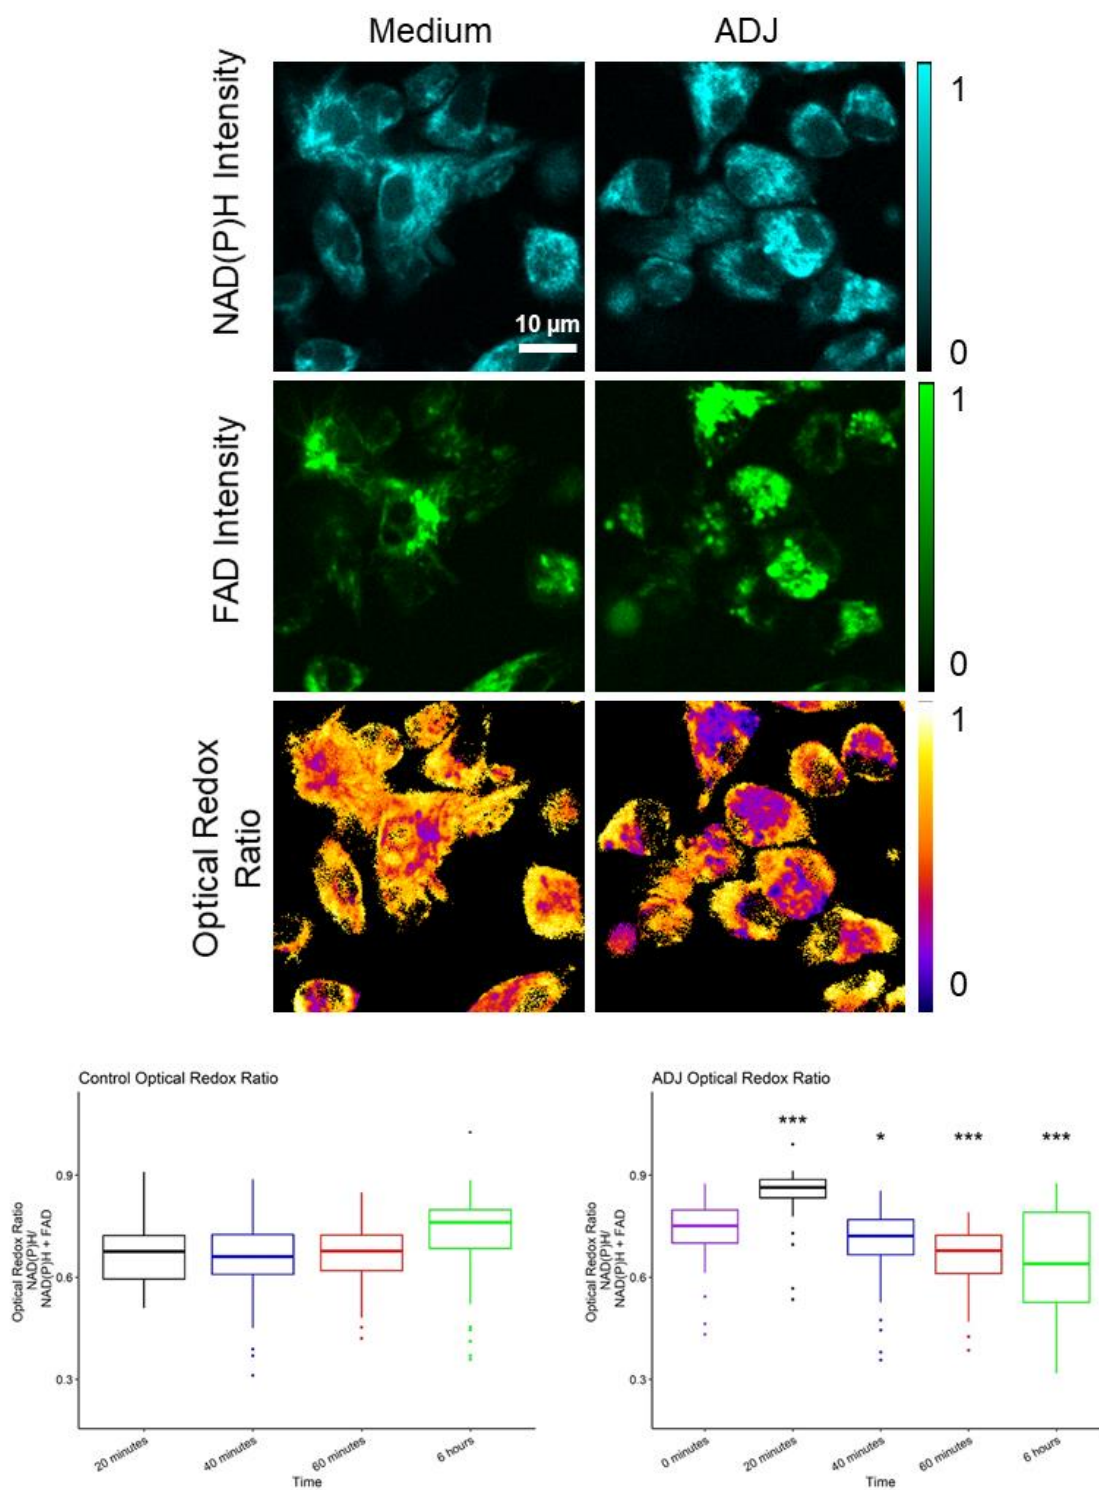 Medium
ADJ
NAD(P)H Intensity
1
10 µm
0
FAD Intensity
1
0
Optical Redox
Ratio
1
0
Control Optical Redox Ratio
Optical Redox Ratio
NAD(P)H/
NAD(P)H + FAD
0.9
0.6
0.3
20 minutes
40 minutes
60 minutes
6 hours
Time
ADJ Optical Redox Ratio
***
*
***
***
Optical Redox Ratio
NAD(P)H/
NAD(P)H + FAD
0.9
0.6
0.3
0 minutes
20 minutes
40 minutes
60 minutes
6 hours
Time